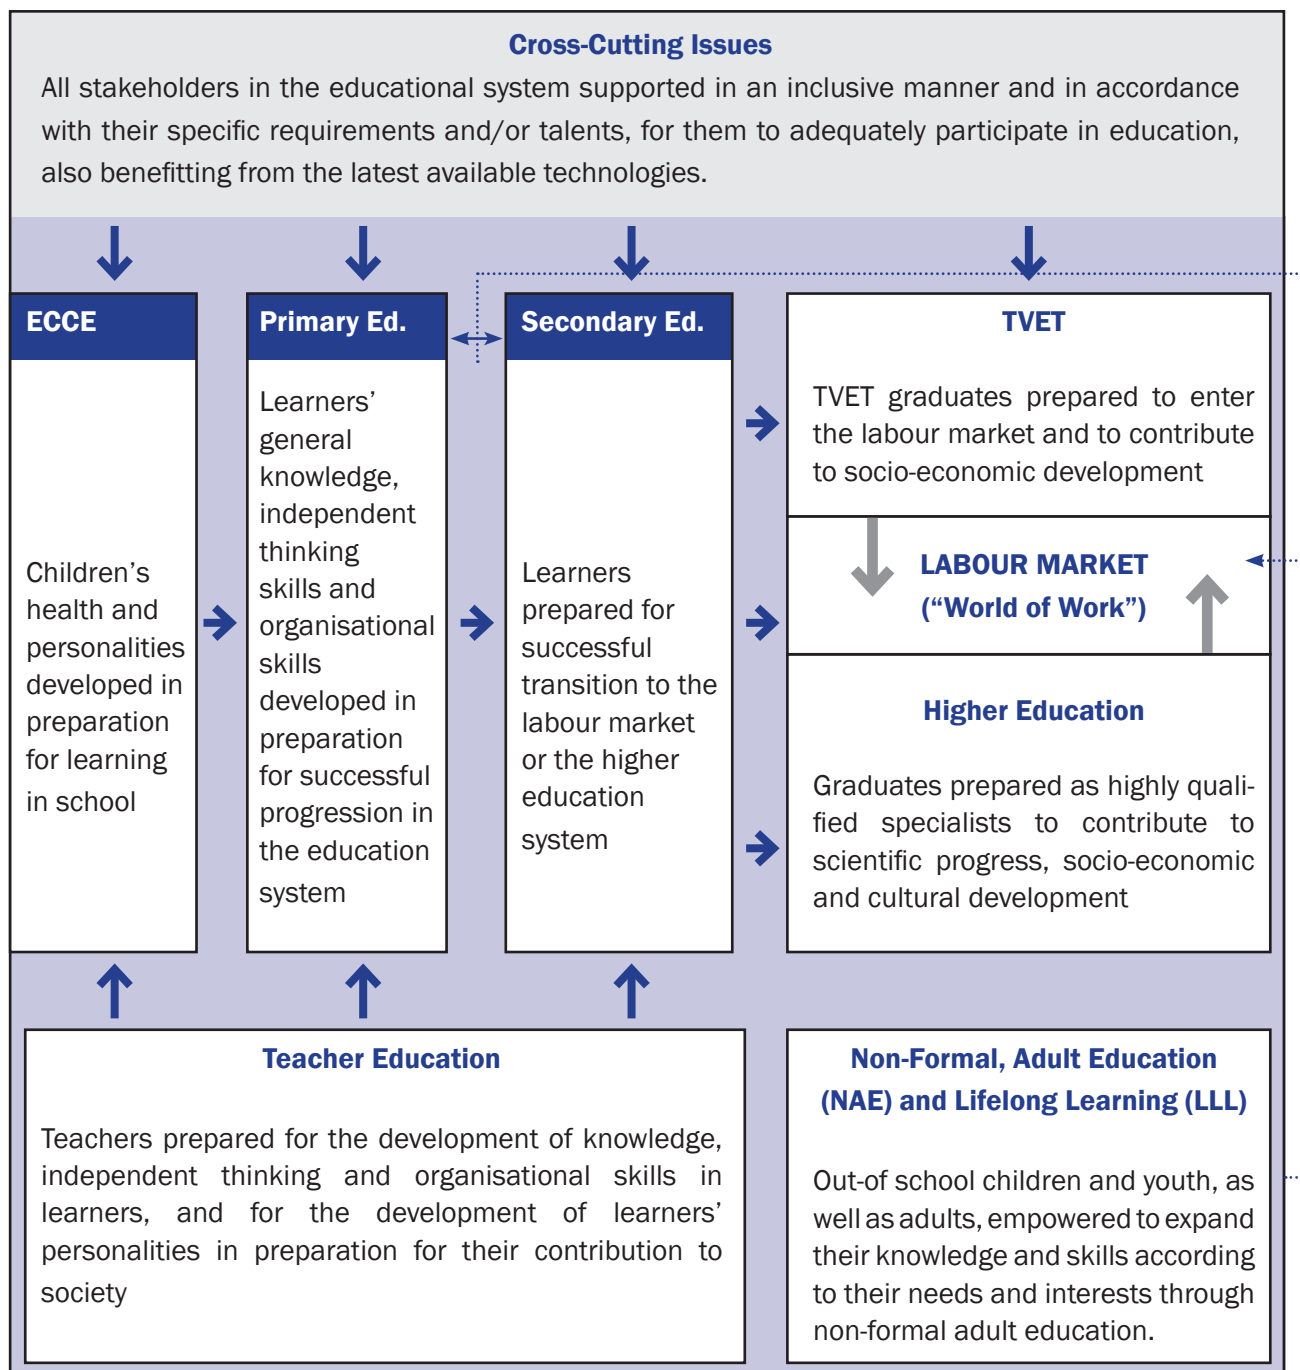 Cross-Cutting Issues
All stakeholders in the educational system supported in an inclusive manner and in accordance
with their specific requirements and/or talents, for them to adequately participate in education,
also benefitting from the latest available technologies.
ECCE
Children’s
health and
personalities
developed in
preparation
for learning
in school
Primary Ed.
Learners’
general
knowledge,
independent
thinking
skills and
organisational
skills
developed in
preparation
for successful
progression in
the education
system
Secondary Ed.
Learners
prepared for
successful
transition to the
labour market
or the higher
education
system
TVET
TVET graduates prepared to enter
the labour market and to contribute
to socio-economic development
LABOUR MARKET
(“World of Work”)
Higher Education
Graduates prepared as highly quali-
fied specialists to contribute to
scientific progress, socio-economic
and cultural development
Teacher Education
Teachers prepared for the development of knowledge,
independent thinking and organisational skills in
learners, and for the development of learners’
personalities in preparation for their contribution to
society
Non-Formal, Adult Education
(NAE) and Lifelong Learning (LLL)
Out-of school children and youth, as
well as adults, empowered to expand
their knowledge and skills according
to their needs and interests through
non-formal adult education.